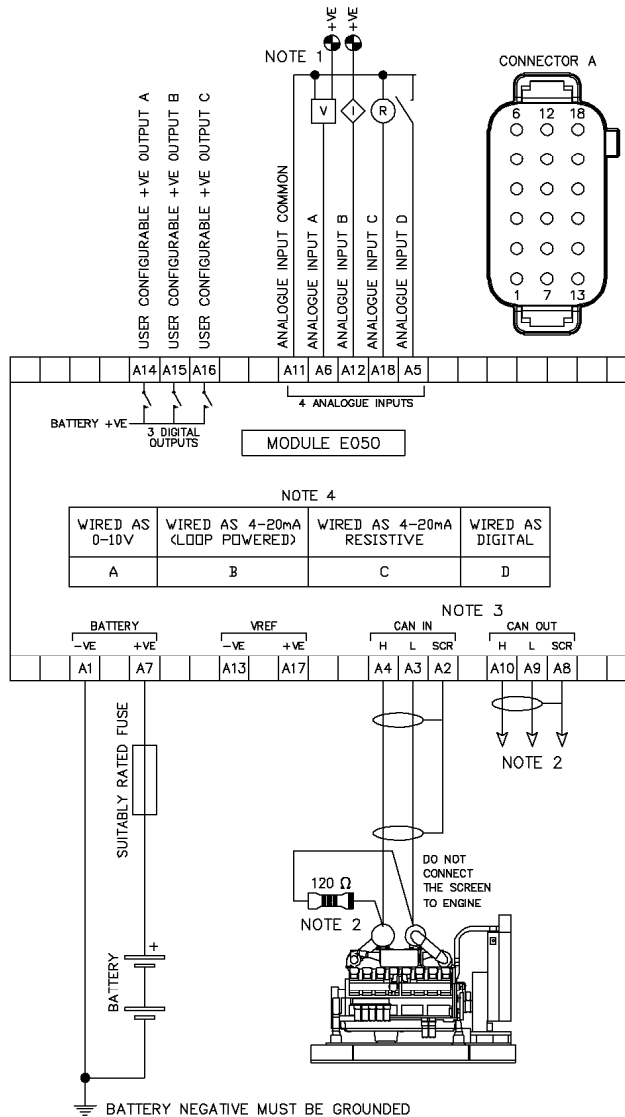 +VE
+VE
NOTE 1
CONNECTOR A
6 12 18
1 7 13
V
I
R
USER CONFIGURABLE +VE OUTPUT A
USER CONFIGURABLE +VE OUTPUT B
USER CONFIGURABLE +VE OUTPUT C
ANALOGUE INPUT COMMON
ANALOGUE INPUT A
ANALOGUE INPUT B
ANALOGUE INPUT C
ANALOGUE INPUT D
A14 A15 A16 A11 A6 A12 A18 A5
BATTERY +VE
3 DIGITAL
OUTPUTS
4 ANALOGUE INPUTS
MODULE E050
NOTE 4
WIRED AS
0-10V
WIRED AS 4-20mA
(LOOP POWERED)
WIRED AS 4-20mA
RESISTIVE
WIRED AS
DIGITAL
A B C D
NOTE 3
BATTERY VREF CAN IN CAN OUT
-VE +VE -VE +VE H L SCR H L SCR
A1 A7 A13 A17 A4 A3 A2 A10 A9 A8
SUITABLY RATED FUSE
NOTE 2
120 Ω
NOTE 2
DO NOT
CONNECT
THE SCREEN
TO ENGINE
+
BATTERY
BATTERY NEGATIVE MUST BE GROUNDED